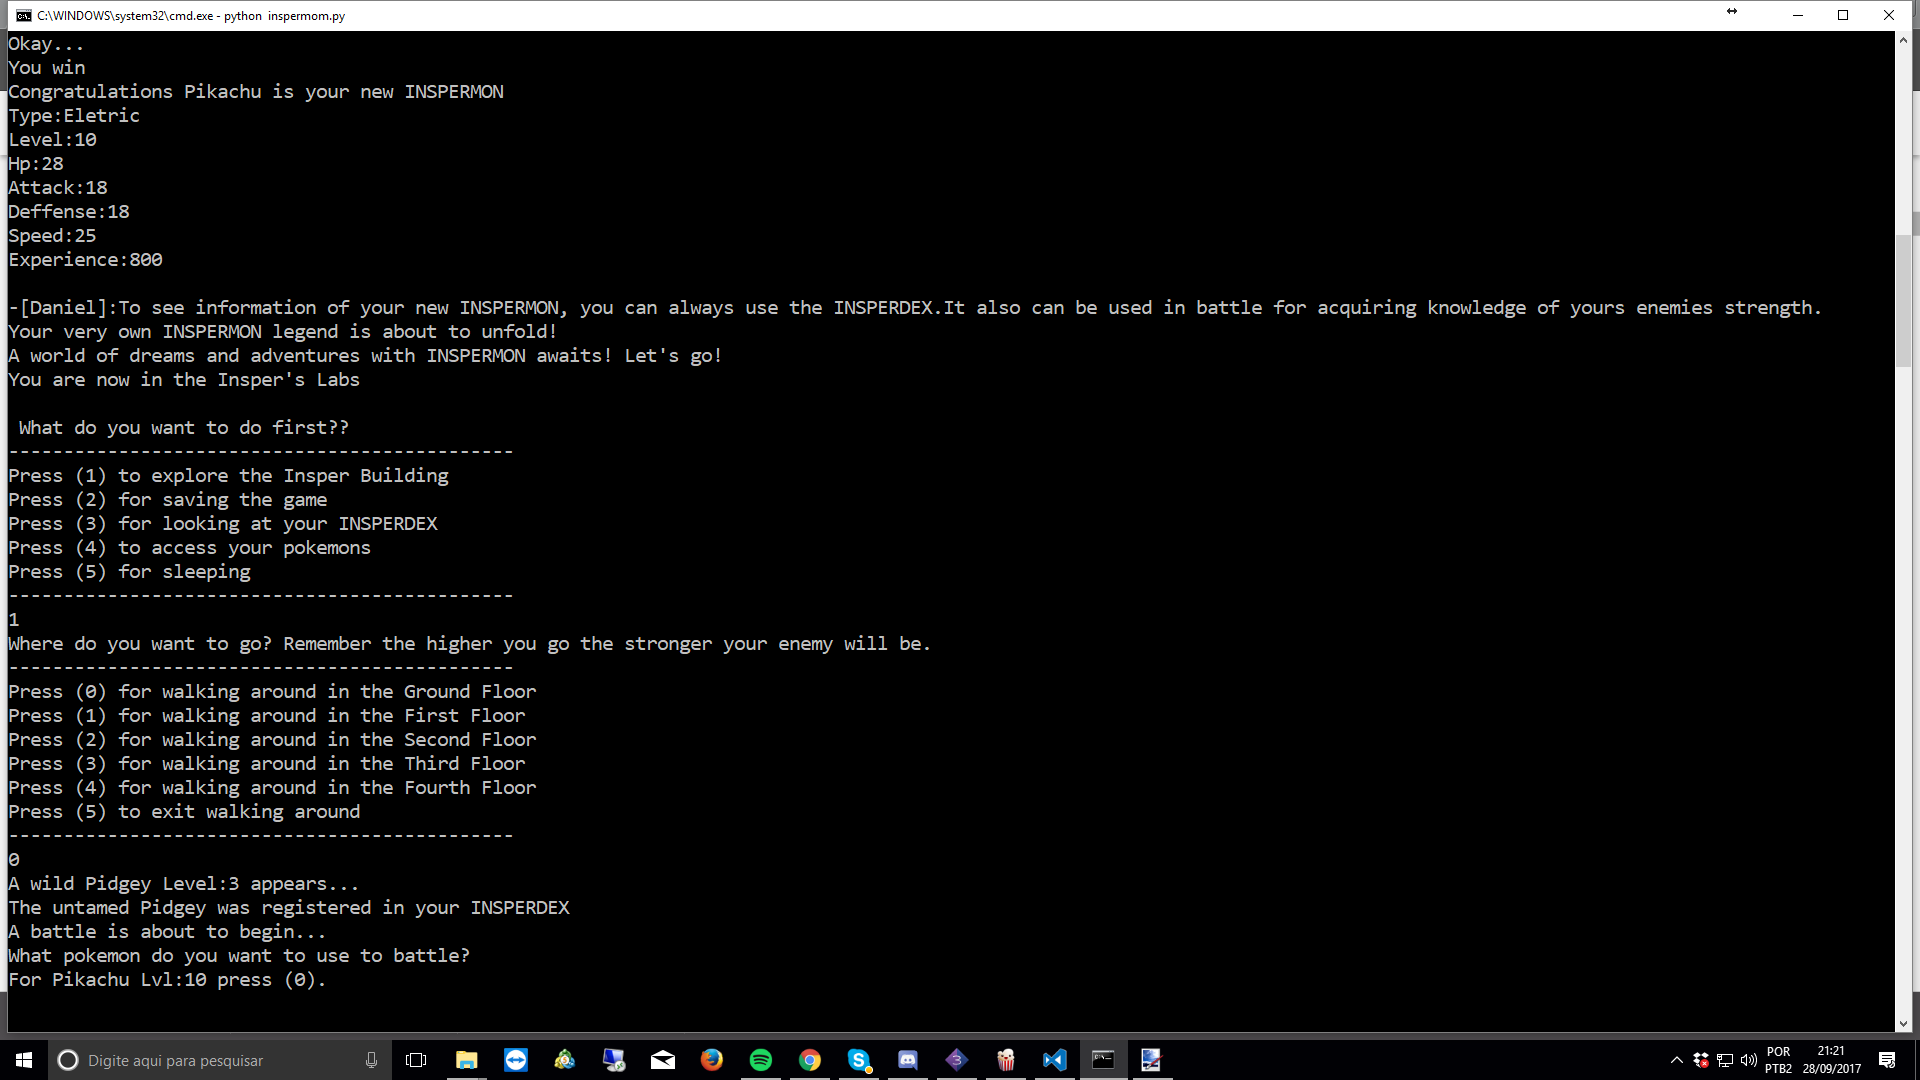 C:\WINDOWS\system32\cmd.exe - python  inspermom.py
Okay...
You win
Congratulations Pikachu is your new INSPERMON
Type:Eletric
Level:10
Hp:28
Attack:18
Deffense:18
Speed:25
Experience:800
-[Daniel]:To see information of your new INSPERMON, you can always use the INSPERDEX.It also can be used in battle for acquiring knowledge of yours enemies strength.
Your very own INSPERMON legend is about to unfold!
A world of dreams and adventures with INSPERMON awaits! Let's go!
You are now in the Insper's Labs
 What do you want to do first??
----------------------------------------------
Press (1) to explore the Insper Building
Press (2) for saving the game
Press (3) for looking at your INSPERDEX
Press (4) to access your pokemons
Press (5) for sleeping
----------------------------------------------
1
Where do you want to go? Remember the higher you go the stronger your enemy will be.
----------------------------------------------
Press (0) for walking around in the Ground Floor
Press (1) for walking around in the First Floor
Press (2) for walking around in the Second Floor
Press (3) for walking around in the Third Floor
Press (4) for walking around in the Fourth Floor
Press (5) to exit walking around
----------------------------------------------
0
A wild Pidgey Level:3 appears...
The untamed Pidgey was registered in your INSPERDEX
A battle is about to begin...
What pokemon do you want to use to battle?
For Pikachu Lvl:10 press (0).
Digite aqui para pesquisar
POR
PTB2
21:21
28/09/2017